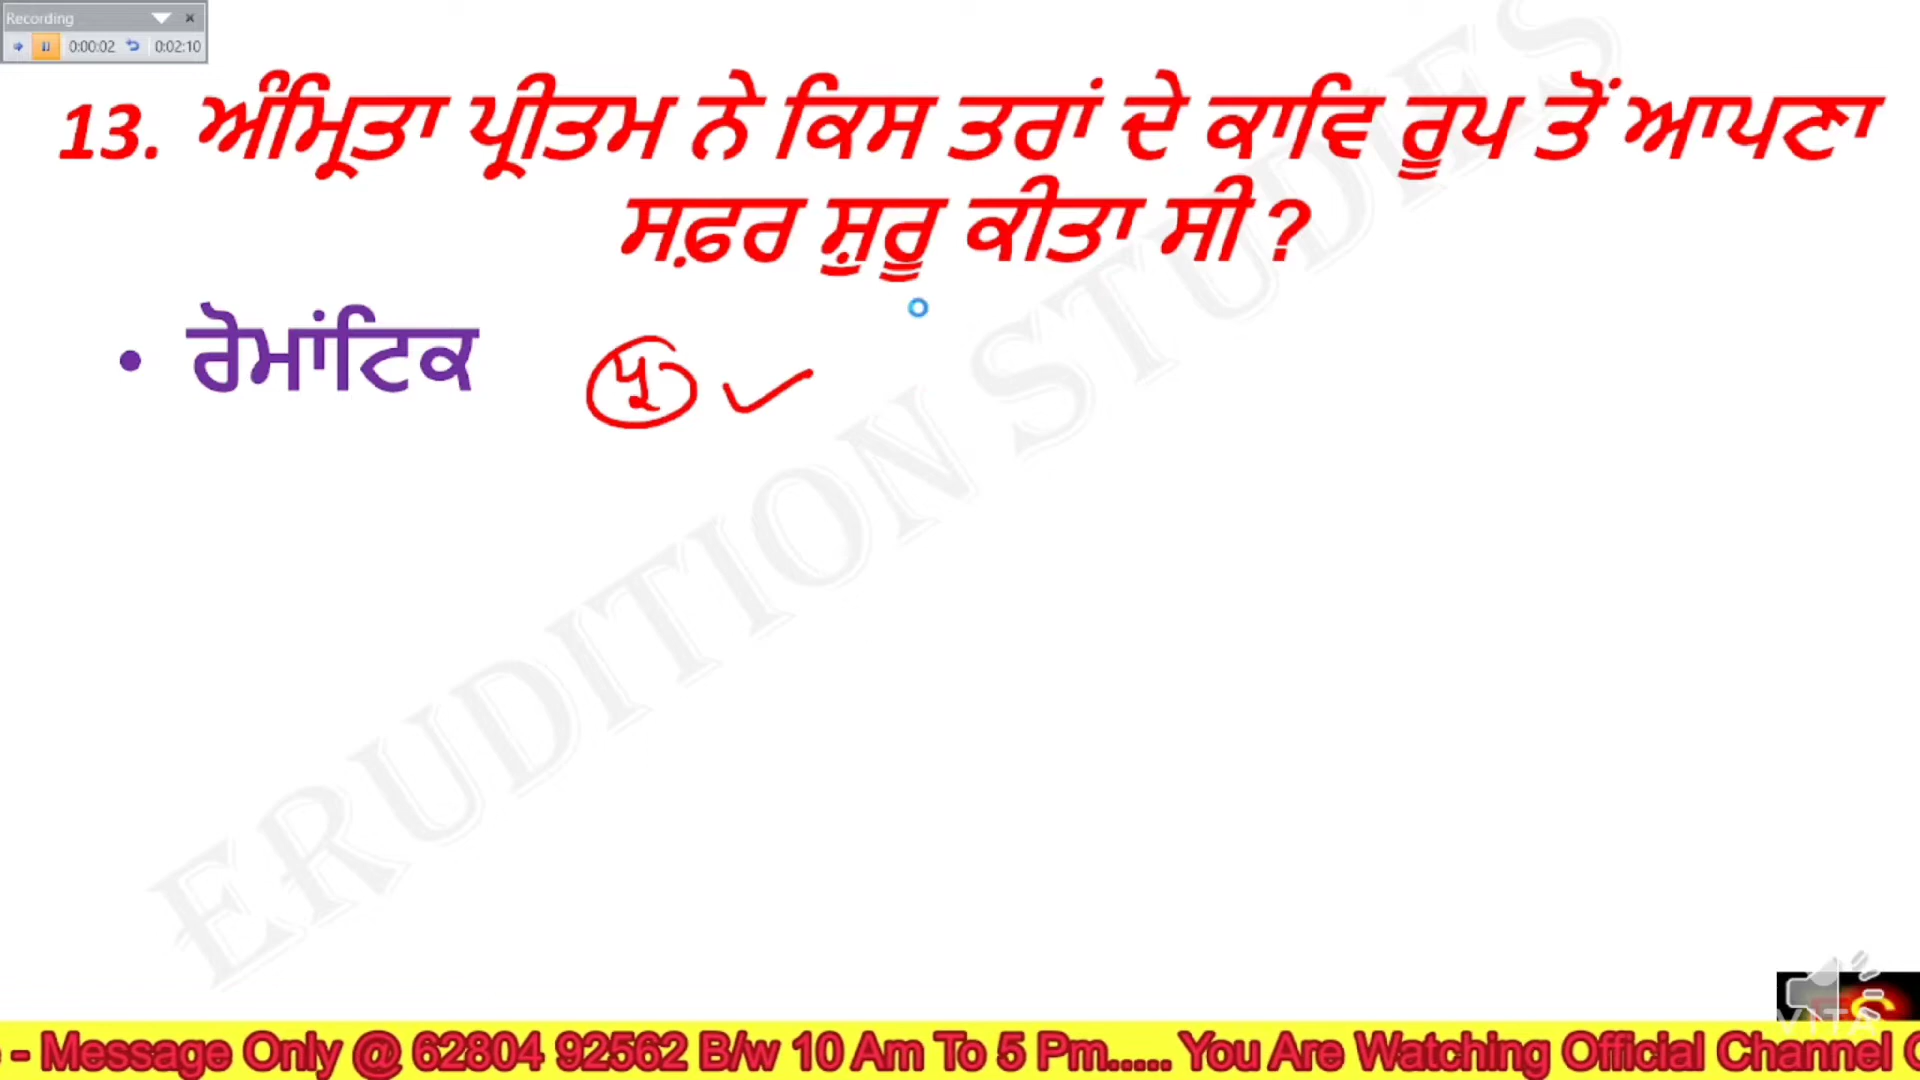 Recording
0:00:02 0:02:10
13. ਅੰਮ੍ਰਿਤਾ ਪ੍ਰੀਤਮ ਨੇ ਕਿਸ ਤਰਾਂ ਦੇ ਕਾਵਿ ਰੂਪ ਤੋਂ ਆਪਣਾ
ਸਫ਼ਰ ਸ਼ੁਰੂ ਕੀਤਾ ਸੀ ?
• ਰੋਮਾਂਟਿਕ
ERUDITION STUDIES
VITA
- Message Only @ 62804 92562 B/w 10 Am To 5 Pm..... You Are Watching Official Channel